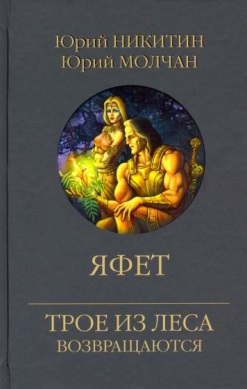 Юрий НИКИТИН
Юрий МОЛЧАН
ЯФЕТ
ТРОЕ ИЗ ЛЕСА
ВОЗВРАЩАЮТСЯ